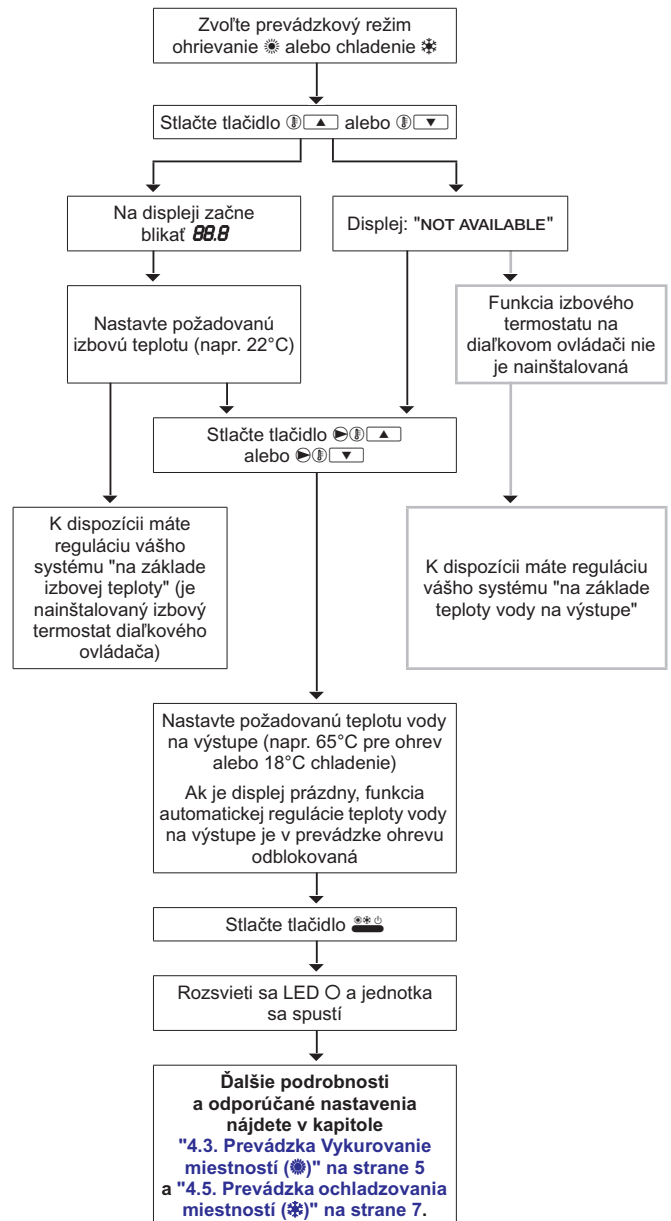 Zvoľte prevádzkový režim
ohrievanie ☀ alebo chladenie ❄
Stlačte tlačidlo ▲ alebo ▼
Na displeji začne
blikať 88.8
Displej: "NOT AVAILABLE"
Nastavte požadovanú
izbovú teplotu (napr. 22°C)
Funkcia izbového
termostatu na
diaľkovom ovládači nie
je nainštalovaná
Stlačte tlačidlo ▲
alebo ▼
K dispozícii máte
reguláciu vášho
systému "na základe
izbovej teploty" (je
nainštalovaný izbový
termostat diaľkového
ovládača)
K dispozícii máte reguláciu
vášho systému "na základe
teploty vody na výstupe"
Nastavte požadovanú teplotu vody
na výstupe (napr. 65°C pre ohrev
alebo 18°C chladenie)
Ak je displej prázdny, funkcia
automatickej regulácie teploty vody
na výstupe je v prevádzke ohrevu
odblokovaná
Stlačte tlačidlo
Rozsvieti sa LED O a jednotka
sa spustí
Ďalšie podrobnosti
a odporúčané nastavenia
nájdete v kapitole
"4.3. Prevádzka Vykurovanie
miestností (☀)" na strane 5
a "4.5. Prevádzka ochladzovania
miestností (❄)" na strane 7.